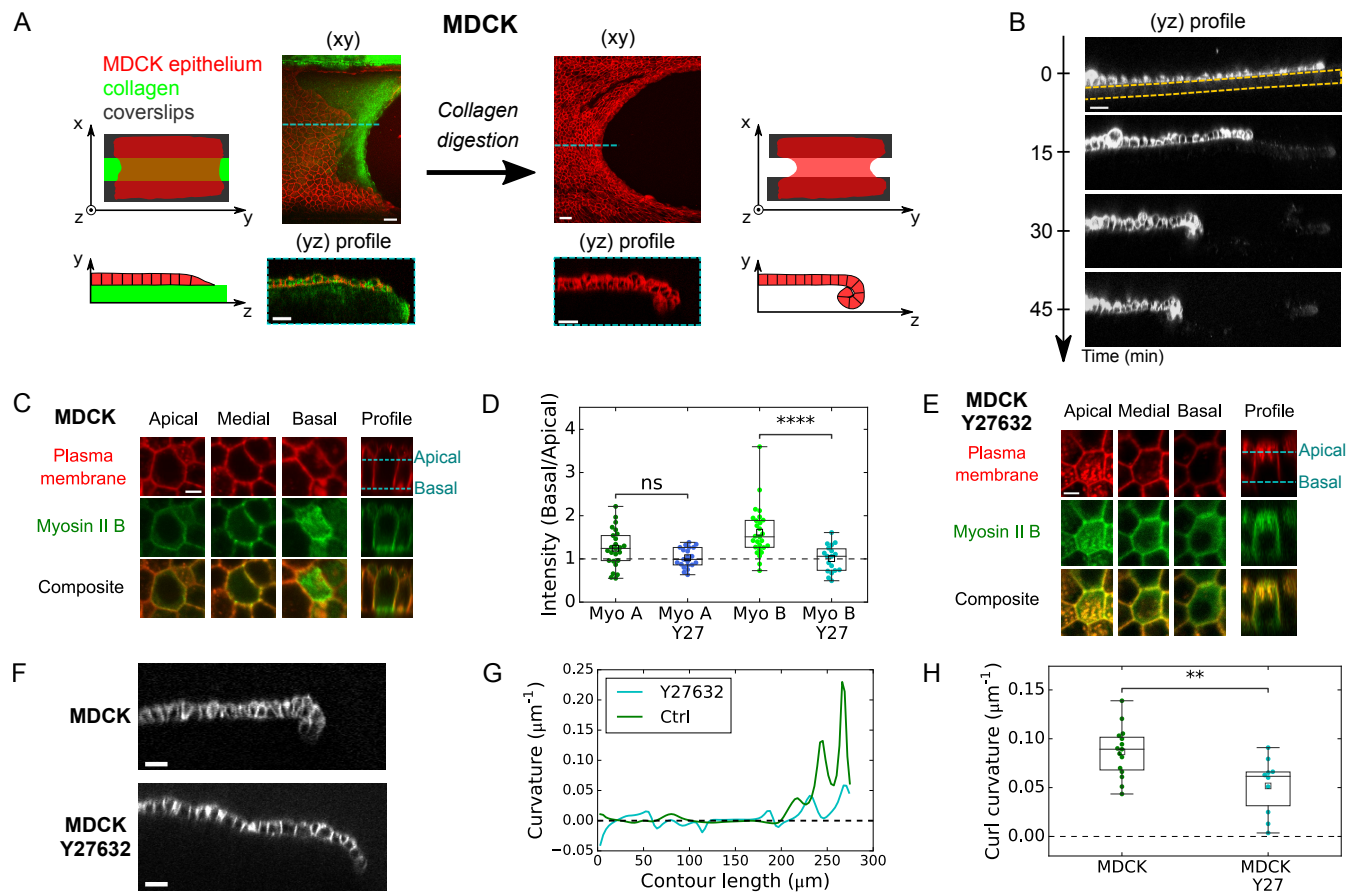 A
MDCK
(xy)
(xy)
MDCK epithelium
collagen
coverslips
x
z
y
Collagen
digestion
x
z
y
(yz) profile
(yz) profile
y
z
y
z
B
(yz) profile
0
15
30
45
Time (min)
C
MDCK
Apical
Medial
Basal
Profile
Plasma
membrane
Apical
Basal
Myosin II B
Composite
D
Intensity (Basal/Apical)
4
3
2
1
0
ns
****
Myo A
Myo A
Y27
Myo B
Myo B
Y27
E
MDCK
Y27632
Apical
Medial
Basal
Profile
Plasma
membrane
Apical
Basal
Myosin II B
Composite
F
MDCK
MDCK
Y27632
G
Curvature (μm⁻¹)
0.25
0.20
0.15
0.10
0.05
0.00
−0.05
Y27632
Ctrl
0
50
100
150
200
250
300
Contour length (μm)
H
Curl curvature (μm⁻¹)
0.15
0.10
0.05
0.00
**
MDCK
MDCK
Y27